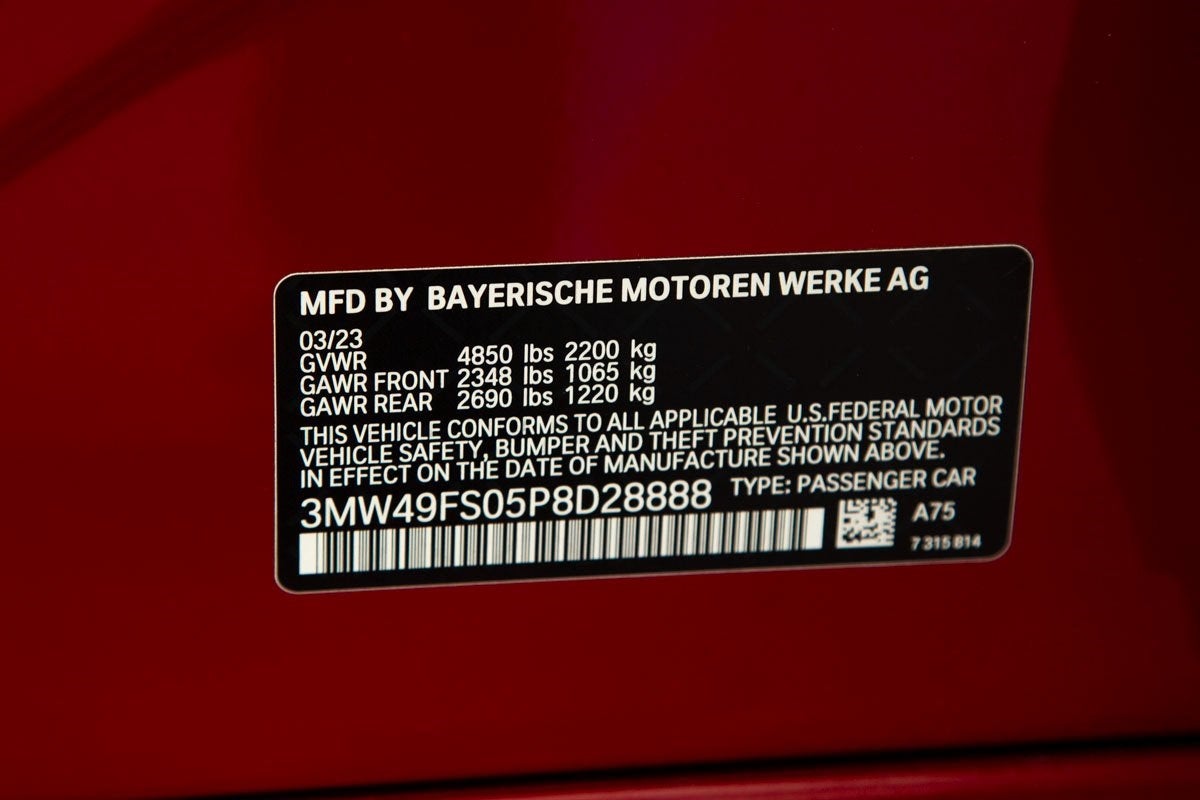 MFD BY BAYERISCHE MOTOREN WERKE AG
03/23
GVWR 4850 lbs 2200 kg
GAWR FRONT 2348 lbs 1065 kg
GAWR REAR 2690 lbs 1220 kg
THIS VEHICLE CONFORMS TO ALL APPLICABLE U.S.FEDERAL MOTOR
VEHICLE SAFETY, BUMPER AND THEFT PREVENTION STANDARDS
IN EFFECT ON THE DATE OF MANUFACTURE SHOWN ABOVE.
3MW49FS05P8D28888 TYPE: PASSENGER CAR
A75
7 315 814